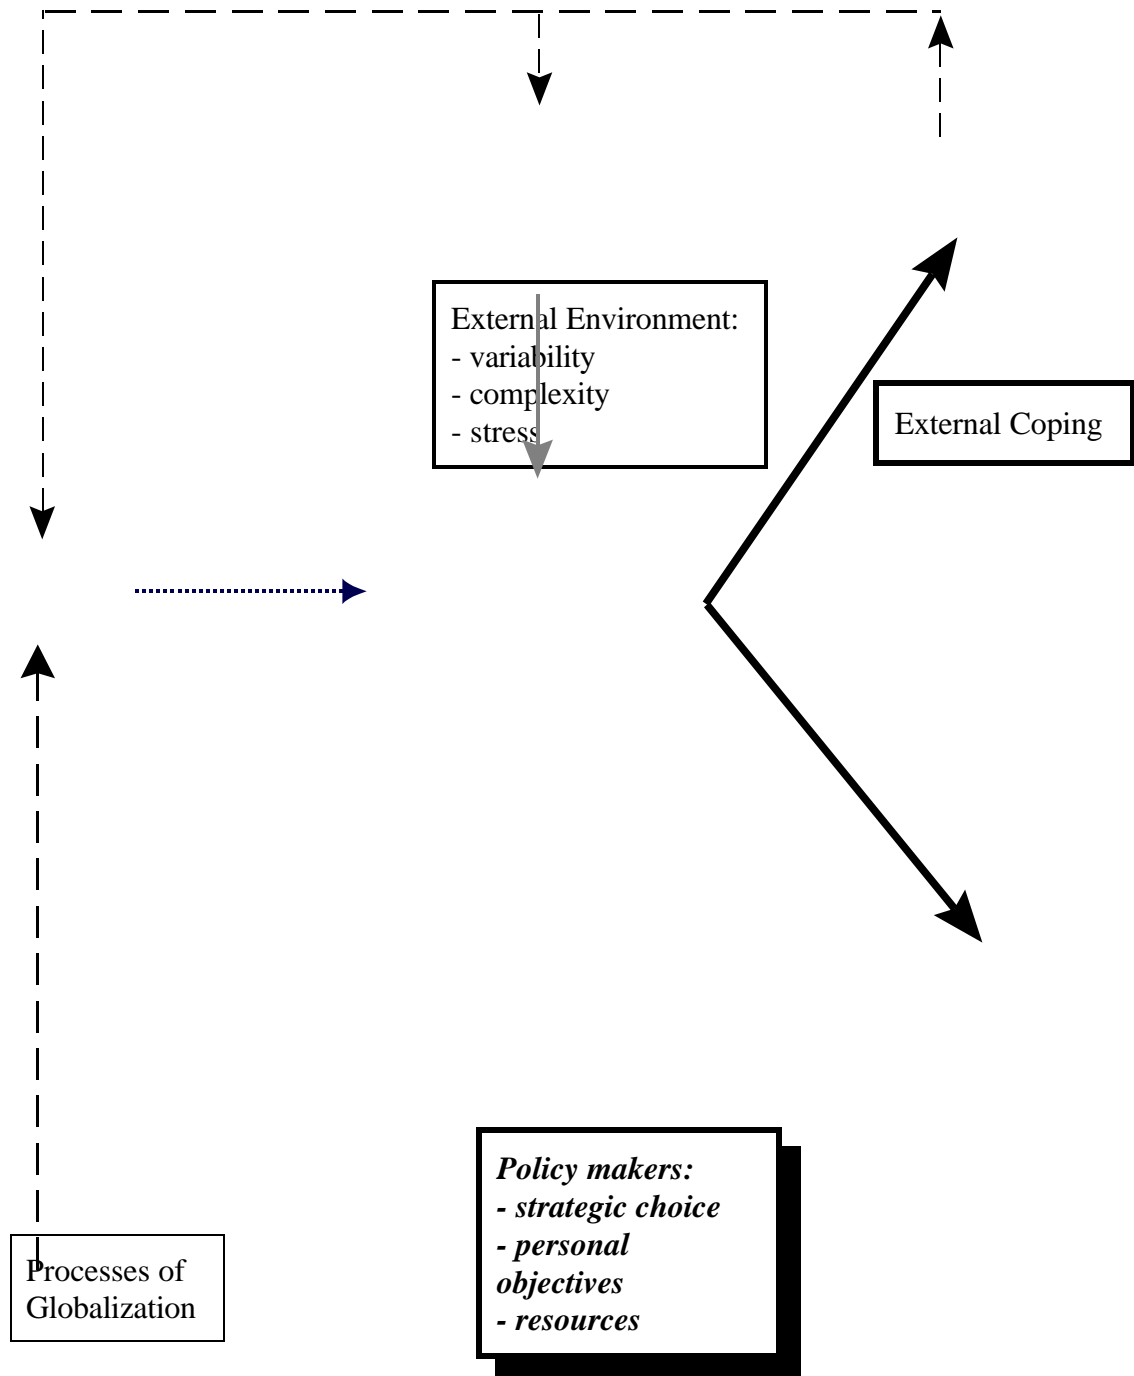 External Environment:
- variability
- complexity
- stress
External Coping
Policy makers:
- strategic choice
- personal
objectives
- resources
Processes of
Globalization